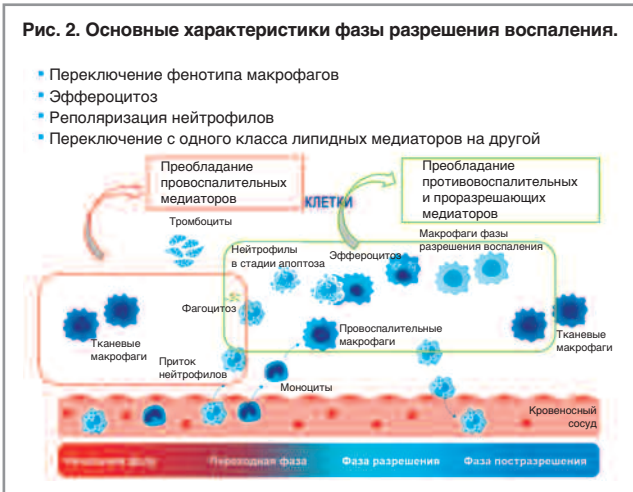 Рис. 2. Основные характеристики фазы разрешения воспаления.
Переключение фенотипа макрофагов
Эффероцитоз
Реполяризация нейтрофилов
Переключение с одного класса липидных медиаторов на другой
Преобладание
провоспалительных
медиаторов
КЛЕТКИ
Преобладание
противовоспалительных
и проразрешающих
медиаторов
Тромбоциты
Нейтрофилы
в стадии апоптоза
Эффероцитоз
Макрофаги фазы
разрешения воспаления
Фагоцитоз
Тканевые
макрофаги
Провоспалительные
макрофаги
Тканевые
макрофаги
Приток
нейтрофилов
Моноциты
Кровеносный
сосуд
Переходная фаза
Фаза разрешения
Фаза постразрешения